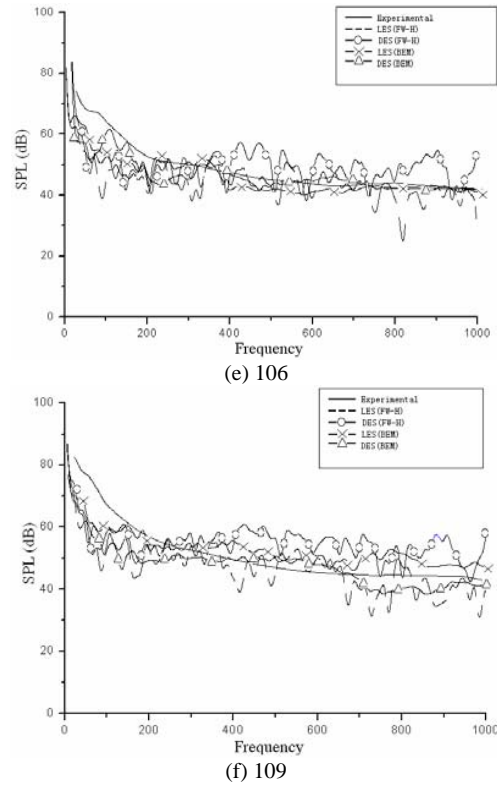 100
80
60
40
20
0
SPL (dB)
Experimental
LES(FW-H)
DES(FW-H)
LES(BEM)
DES(DEM)
0 200 400 600 800 1000
Frequency
(e) 106
100
80
60
40
20
0
SPL (dB)
Experimental
LES(FW-H)
DES(FW-H)
LES(BEM)
DES(BEM)
0 200 400 600 800 1000
Frequency
(f) 109